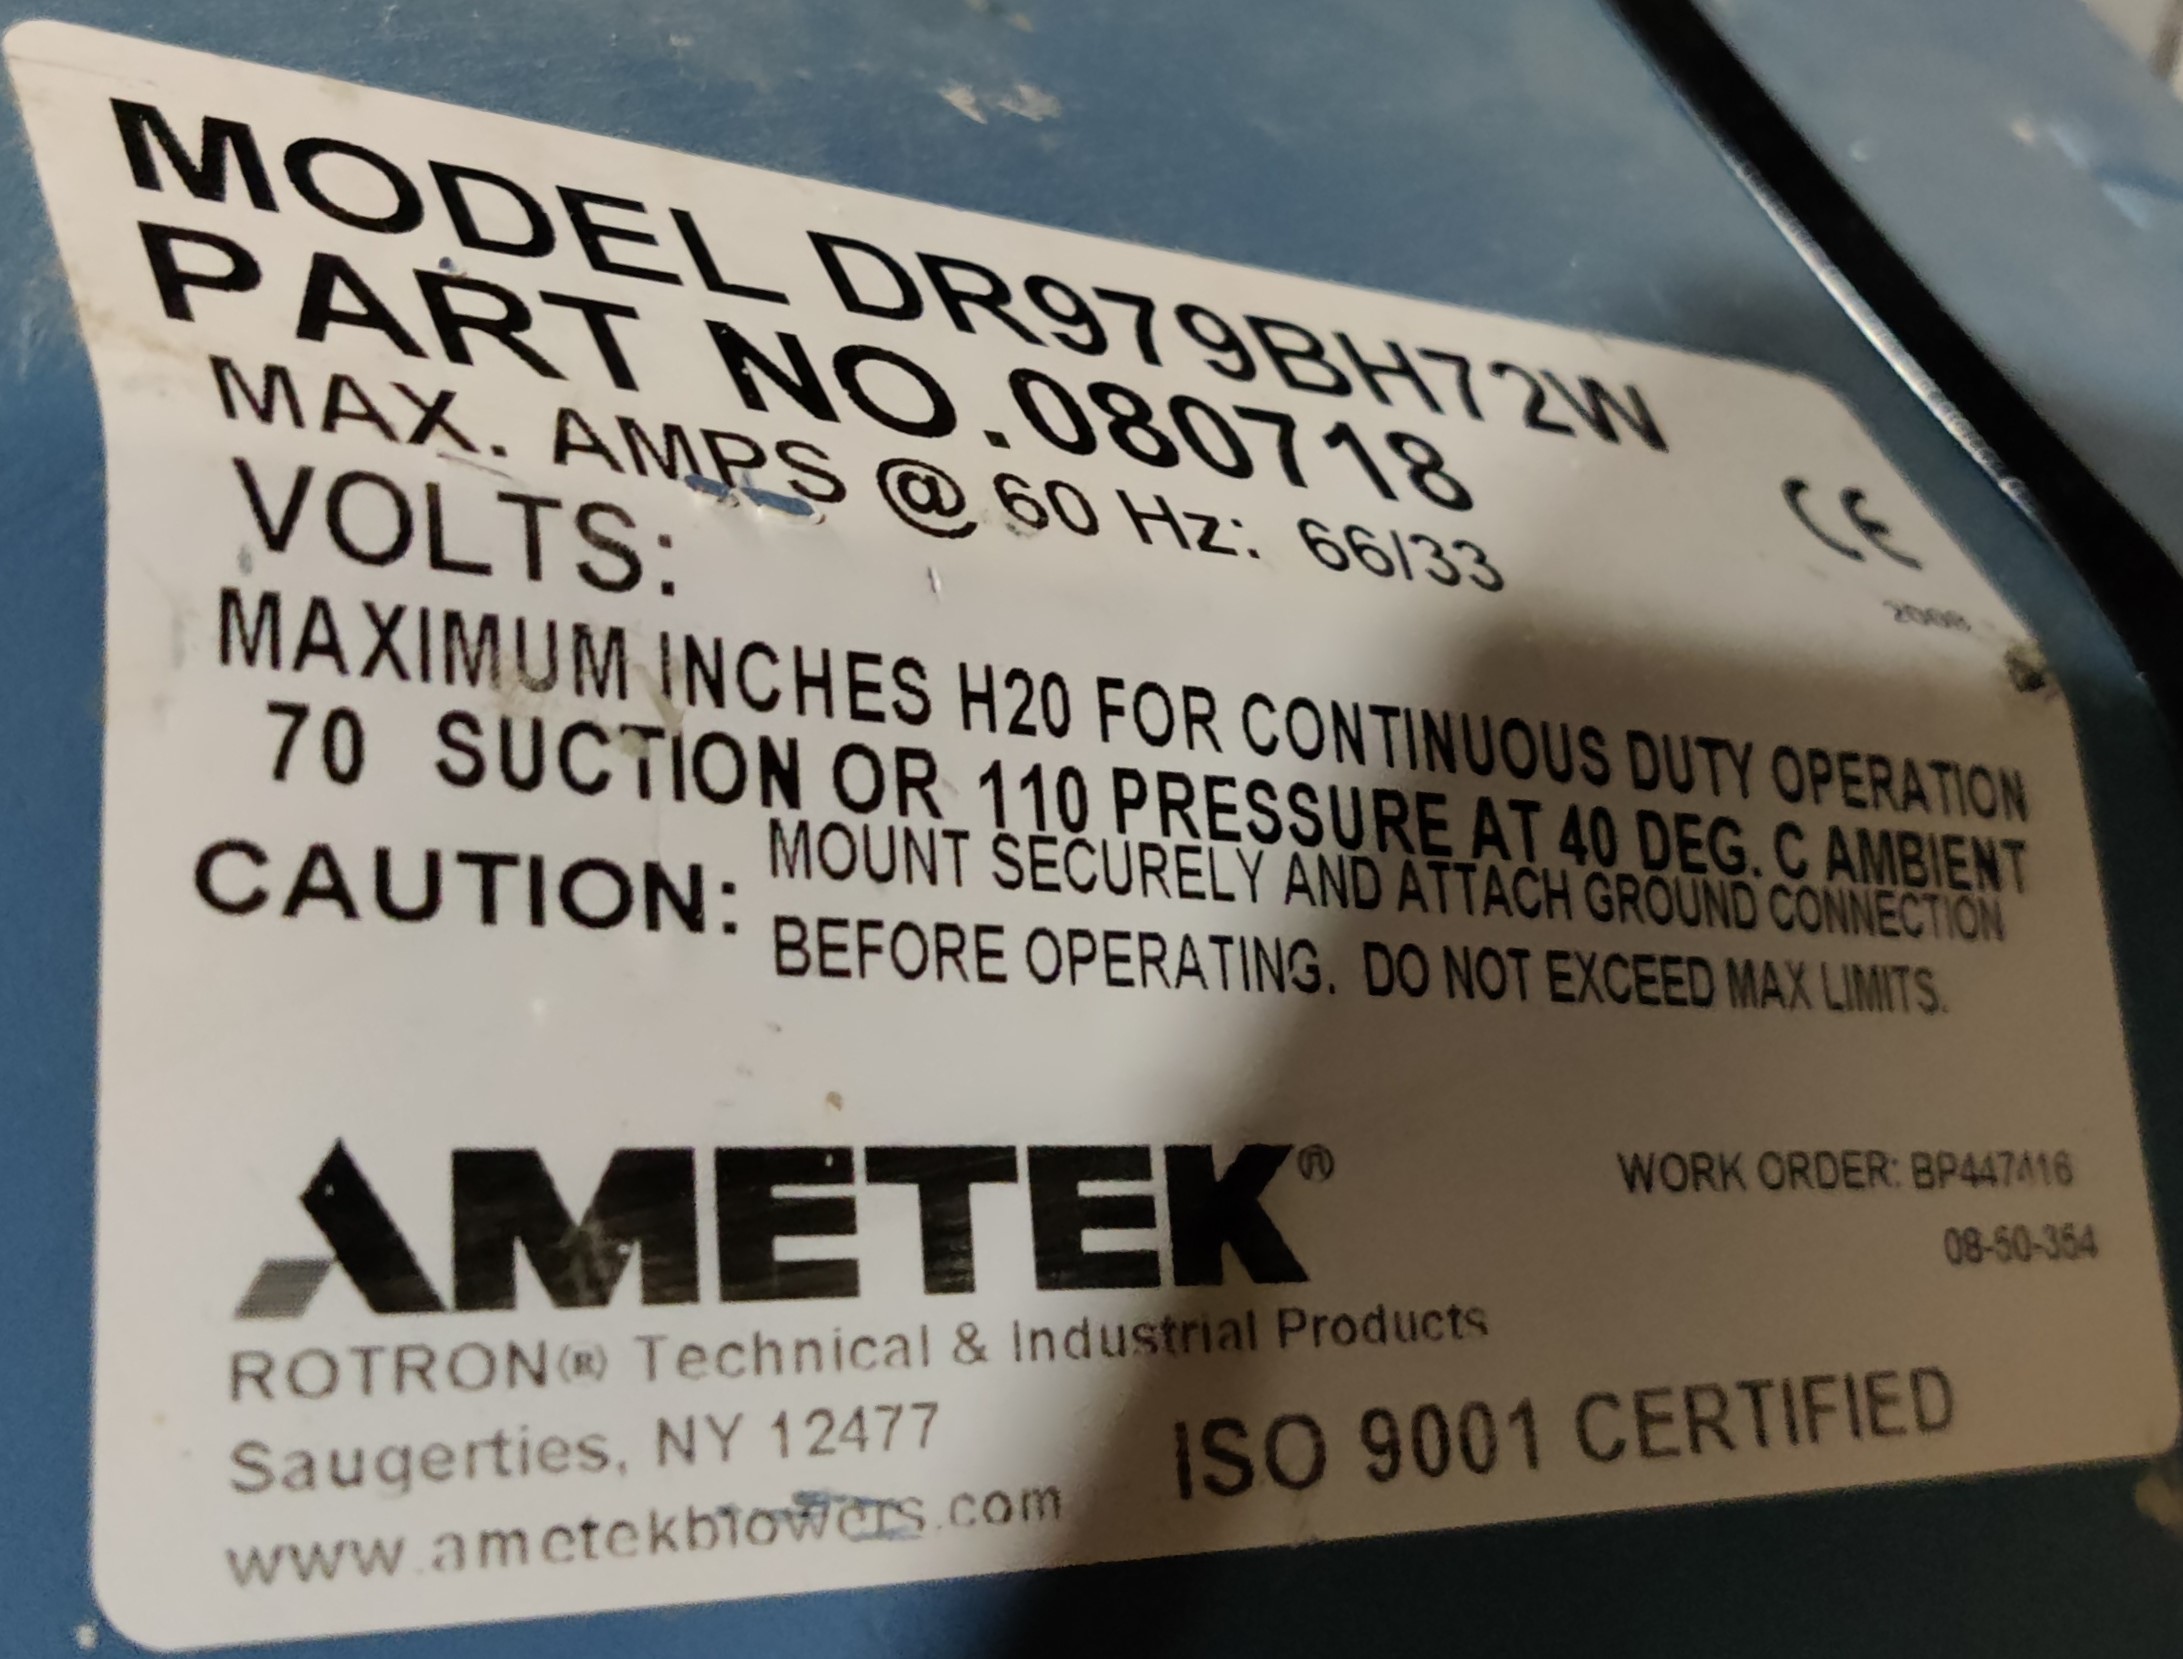 MODEL DR979BH72W
PART NO.080718
MAX. AMPS @ 60 Hz: 66/33
CE
VOLTS:
2008
MAXIMUM INCHES H20 FOR CONTINUOUS DUTY OPERATION
70 SUCTION OR 110 PRESSURE AT 40 DEG. C AMBIENT
CAUTION: MOUNT SECURELY AND ATTACH GROUND CONNECTION
BEFORE OPERATING. DO NOT EXCEED MAX LIMITS.
AMETEK®
WORK ORDER: BP447416
08-50-354
ROTRON(R) Technical & Industrial Products
Saugerties, NY 12477
ISO 9001 CERTIFIED
www.ametekblowers.com